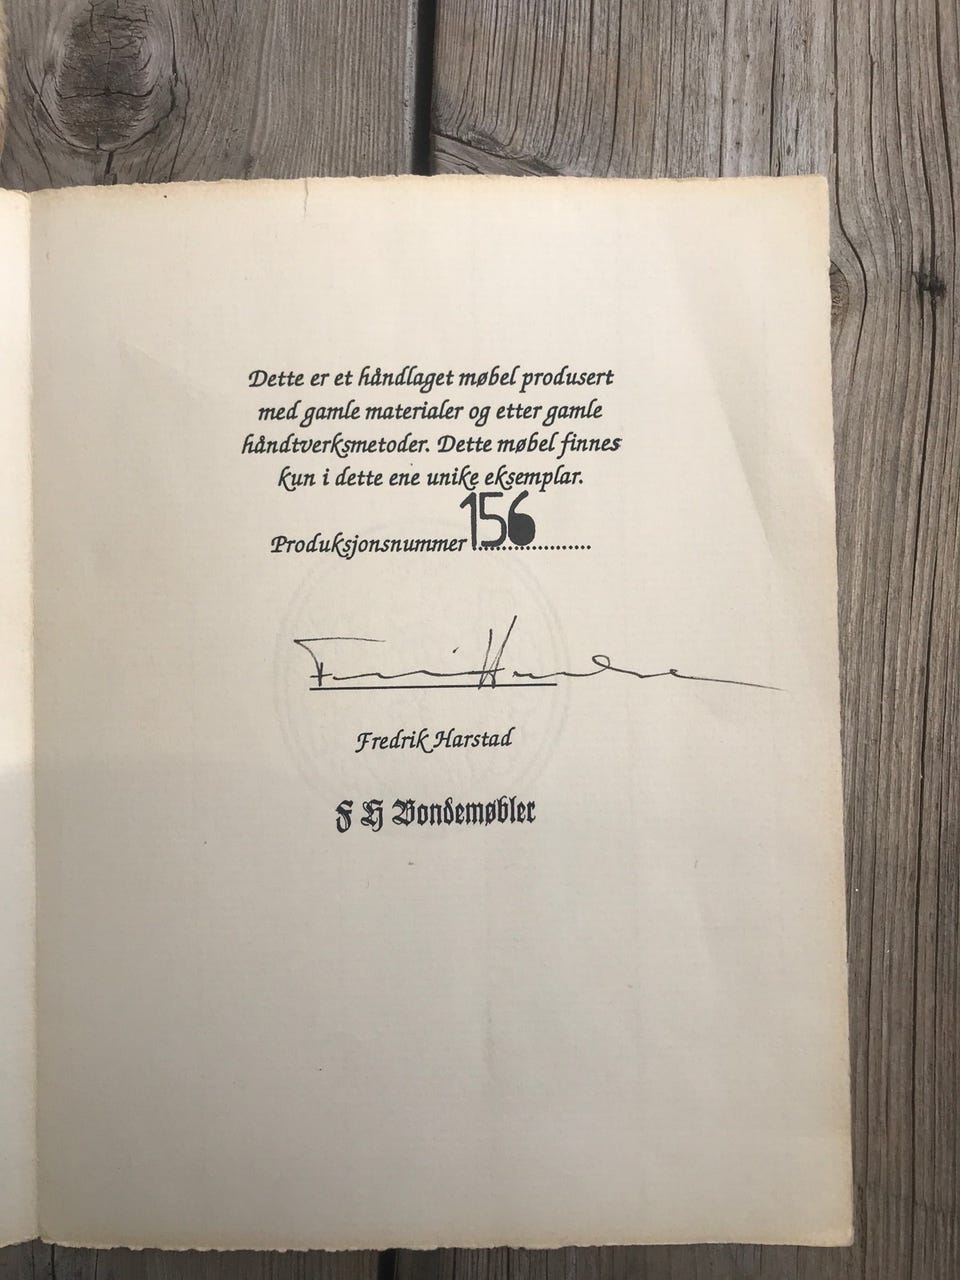 Dette er et håndlaget møbel produsert
med gamle materialer og etter gamle
håndtverksmetoder. Dette møbel finnes
kun i dette ene unike eksemplar.
Produksjonsnummer 156
Fredrik Harstad
F H Bondemøbler